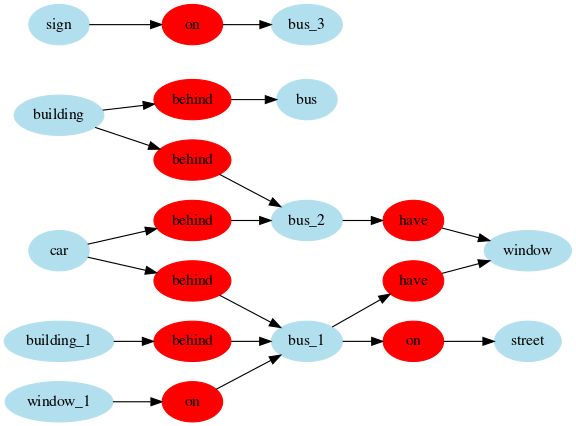 sign on bus_3
building behind bus
behind
bus_2 have
car behind window
behind have
building_1 behind bus_1 on street
window_1 on